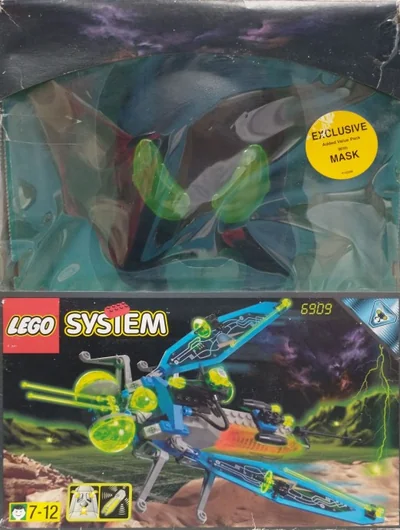 EXCLUSIVE
Added Value Pack
with
MASK
LEGO SYSTEM
6909
7-12